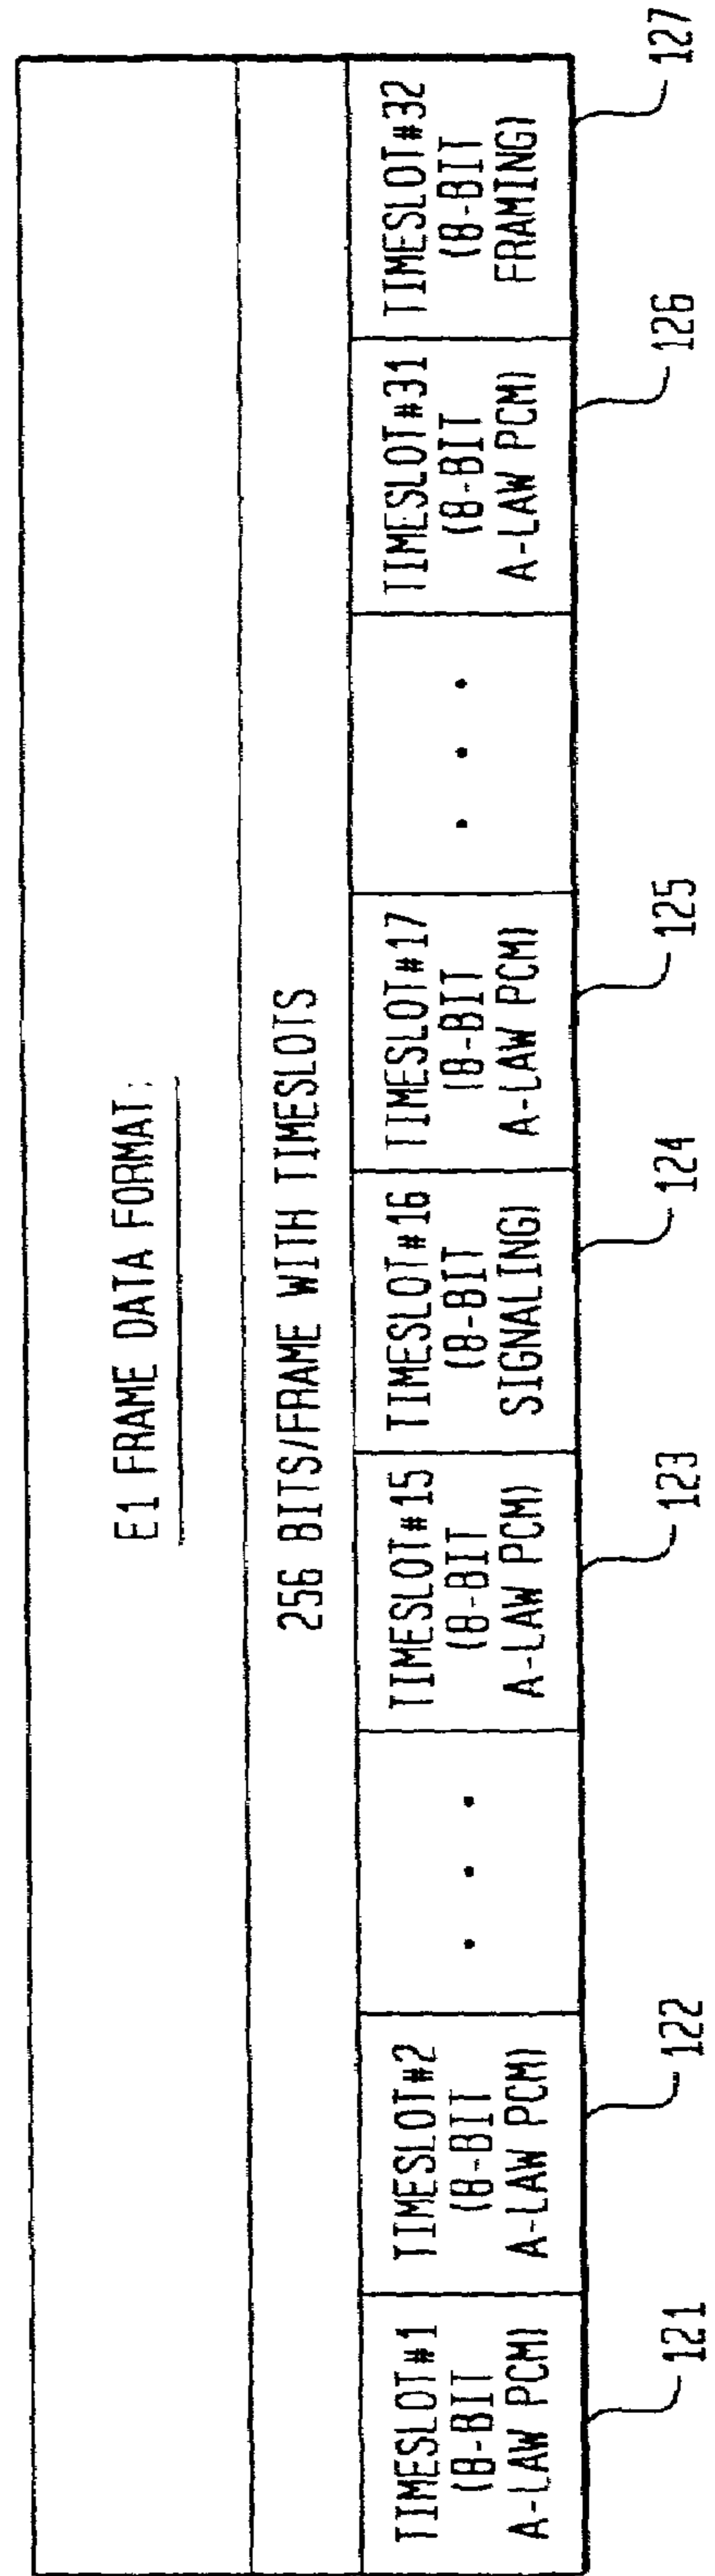 E1 FRAME DATA FORMAT:
256 BITS/FRAME WITH TIMESLOTS
TIMESLOT#1
(8-BIT
A-LAW PCM)
TIMESLOT#2
(8-BIT
A-LAW PCM)
. . .
TIMESLOT#15
(8-BIT
A-LAW PCM)
TIMESLOT#16
(8-BIT
SIGNALING)
TIMESLOT#17
(8-BIT
A-LAW PCM)
. . .
TIMESLOT#31
(8-BIT
A-LAW PCM)
TIMESLOT#32
(8-BIT
FRAMING)
121
122
123
124
125
126
127